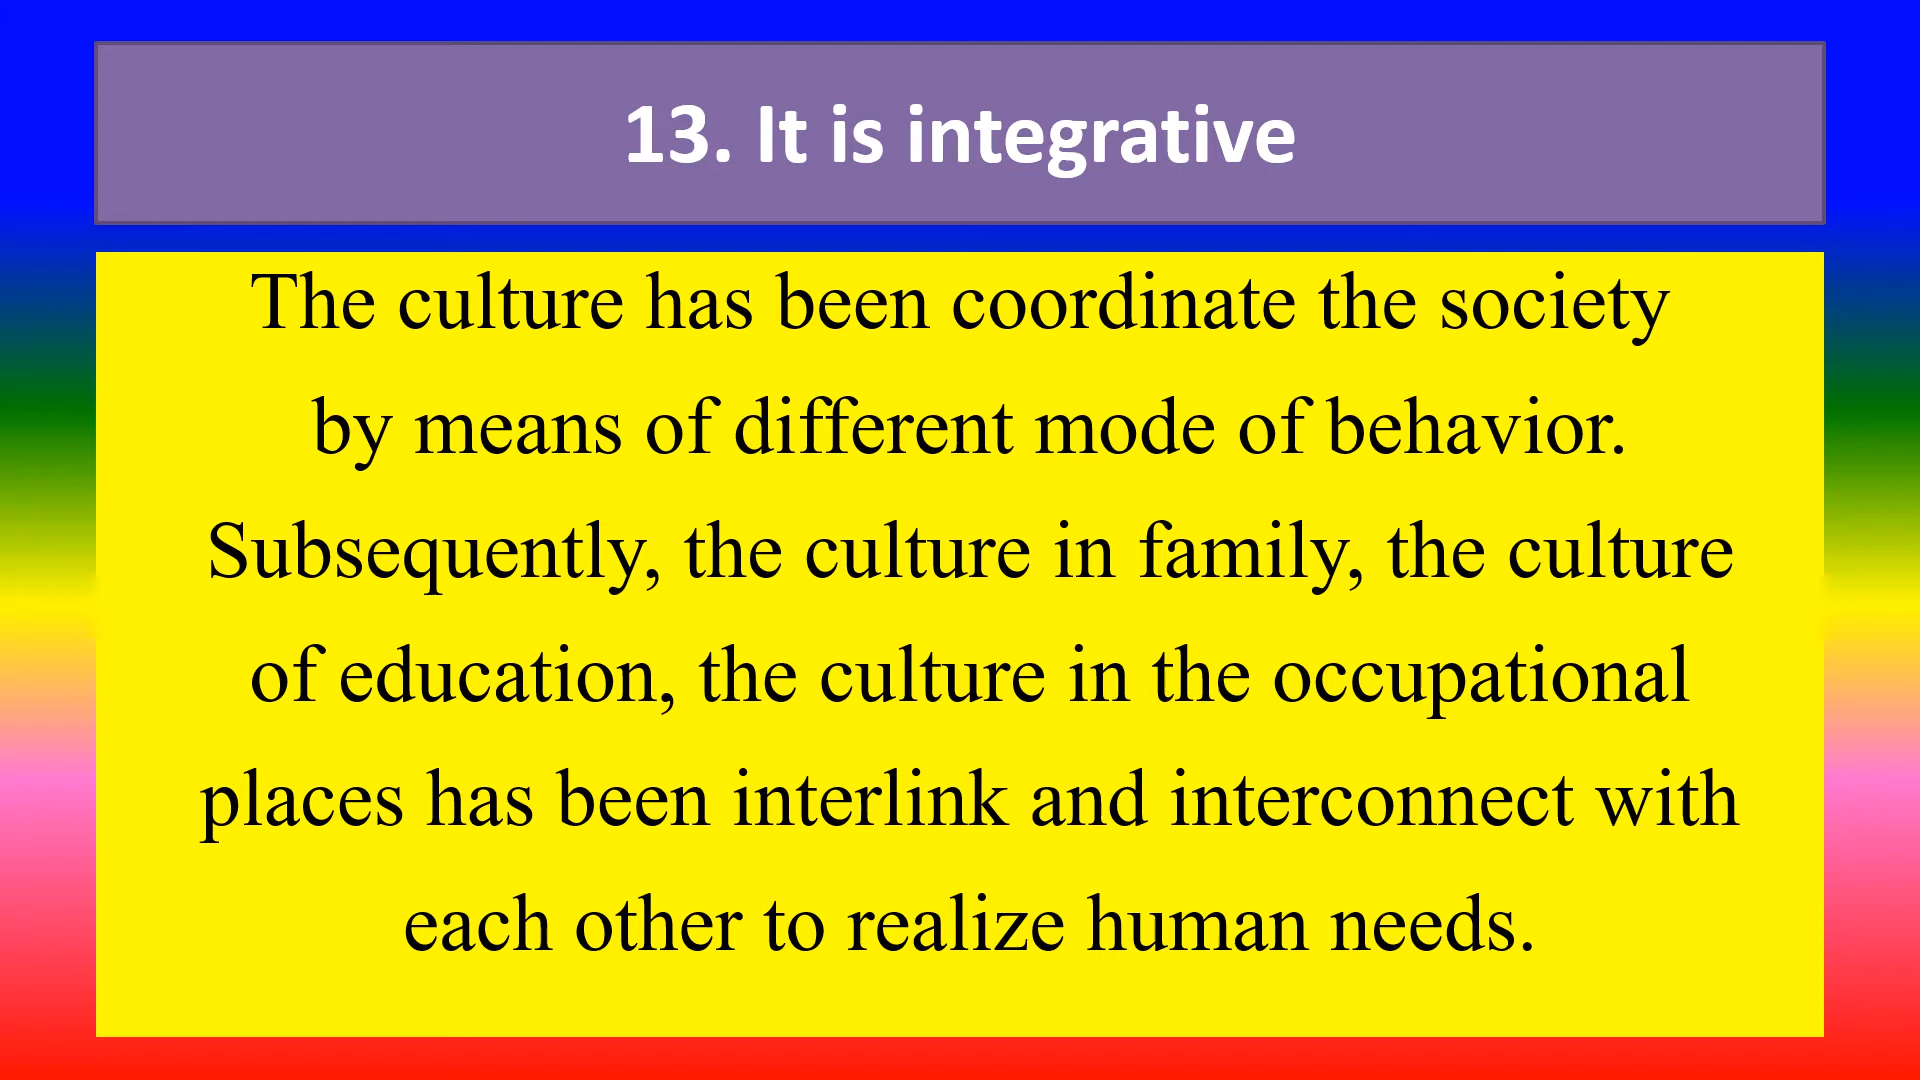 13. It is integrative
The culture has been coordinate the society
by means of different mode of behavior.
Subsequently, the culture in family, the culture
of education, the culture in the occupational
places has been interlink and interconnect with
each other to realize human needs.